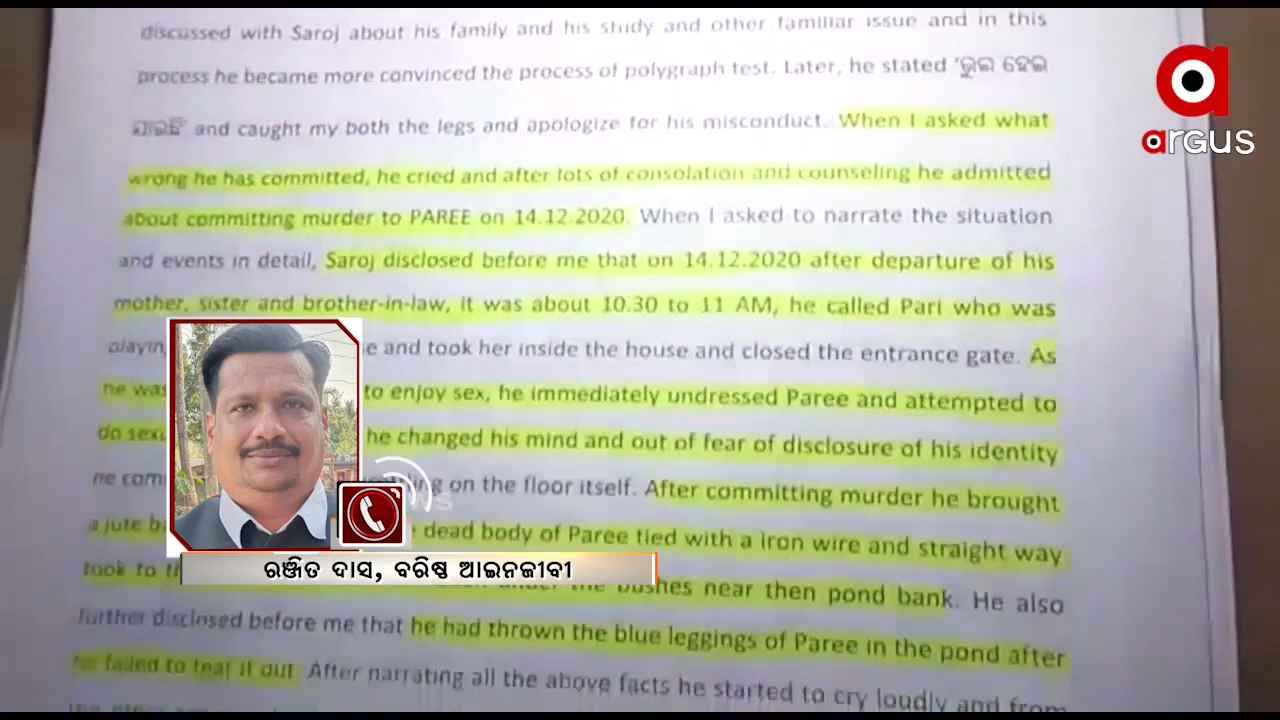 discussed with Saroj about his family and his study and other familiar issue and in this
process he became more convinced the process of polygraph test. Later, he stated 'ଭୁଲ ହେଇ
ଯାଇଛି' and caught my both the legs and apologize for his misconduct. When I asked what
wrong he has committed, he cried and after lots of consolation and counseling he admitted
about committing murder to PAREE on 14.12.2020. When I asked to narrate the situation
and events in detail, Saroj disclosed before me that on 14.12.2020 after departure of his
mother, sister and brother-in-law, it was about 10.30 to 11 AM, he called Pari who was
and took her inside the house and closed the entrance gate. As
he was to enjoy sex, he immediately undressed Paree and attempted to
do he changed his mind and out of fear of disclosure of his identity
he on the floor itself. After committing murder he brought
a jute dead body of Paree tied with a iron wire and straight way
took to bushes near then pond bank. He also
further disclosed before me that he had thrown the blue leggings of Paree in the pond after
he failed to tear it out. After narrating all the above facts he started to cry loudly and from
argus
ରଞ୍ଜିତ ଦାସ, ବରିଷ୍ଠ ଆଇନଜୀବୀ